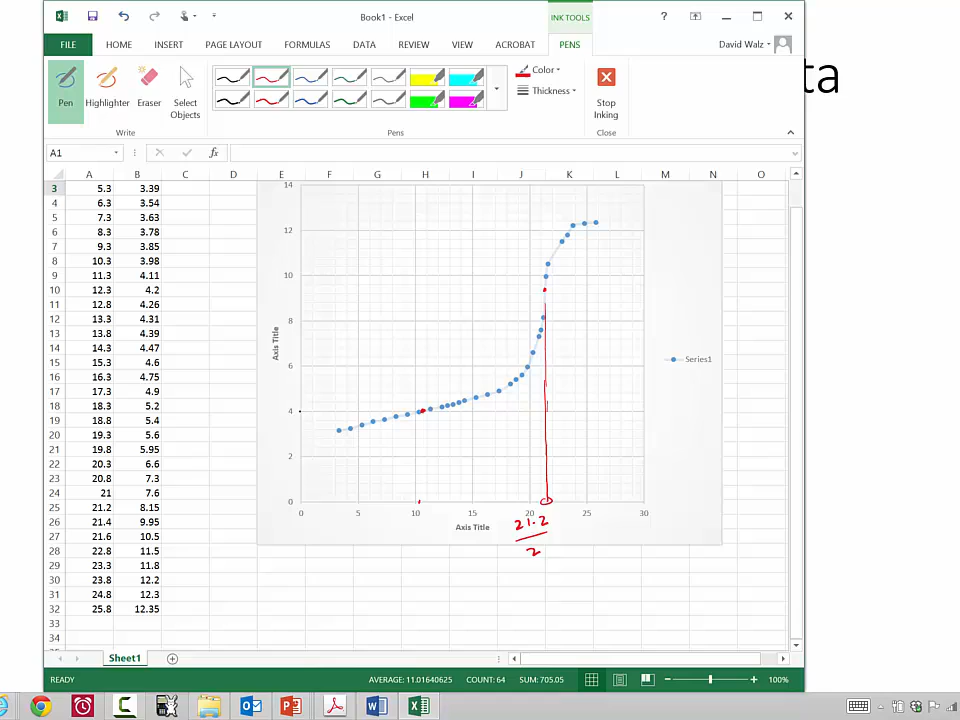 Book1 - Excel
INK TOOLS
?
FILE HOME INSERT PAGE LAYOUT FORMULAS DATA REVIEW VIEW ACROBAT PENS David Walz
ta
Pen Highlighter Eraser Select Objects Color Thickness Stop Inking
Write Pens Close
A1 fx
A B C D E F G H I J K L M N O
3 5.3 3.39
4 6.3 3.54
5 7.3 3.63
6 8.3 3.78
7 9.3 3.85
8 10.3 3.98
9 11.3 4.11
10 12.3 4.2
11 12.8 4.26
12 13.3 4.31
13 13.8 4.39
14 14.3 4.47
15 15.3 4.6
16 16.3 4.75
17 17.3 4.9
18 18.3 5.2
19 18.8 5.4
20 19.3 5.6
21 19.8 5.95
22 20.3 6.6
23 20.8 7.3
24 21 7.6
25 21.2 8.15
26 21.4 9.95
27 21.6 10.5
28 22.8 11.5
29 23.3 11.8
30 23.8 12.2
31 24.8 12.3
32 25.8 12.35
33
34
14
12
10
8
6
4
2
0
Axis Title
0 5 10 15 20 25 30
Axis Title
Series1
21.2
2
Sheet1
READY AVERAGE: 11.01640625 COUNT: 64 SUM: 705.05 100%